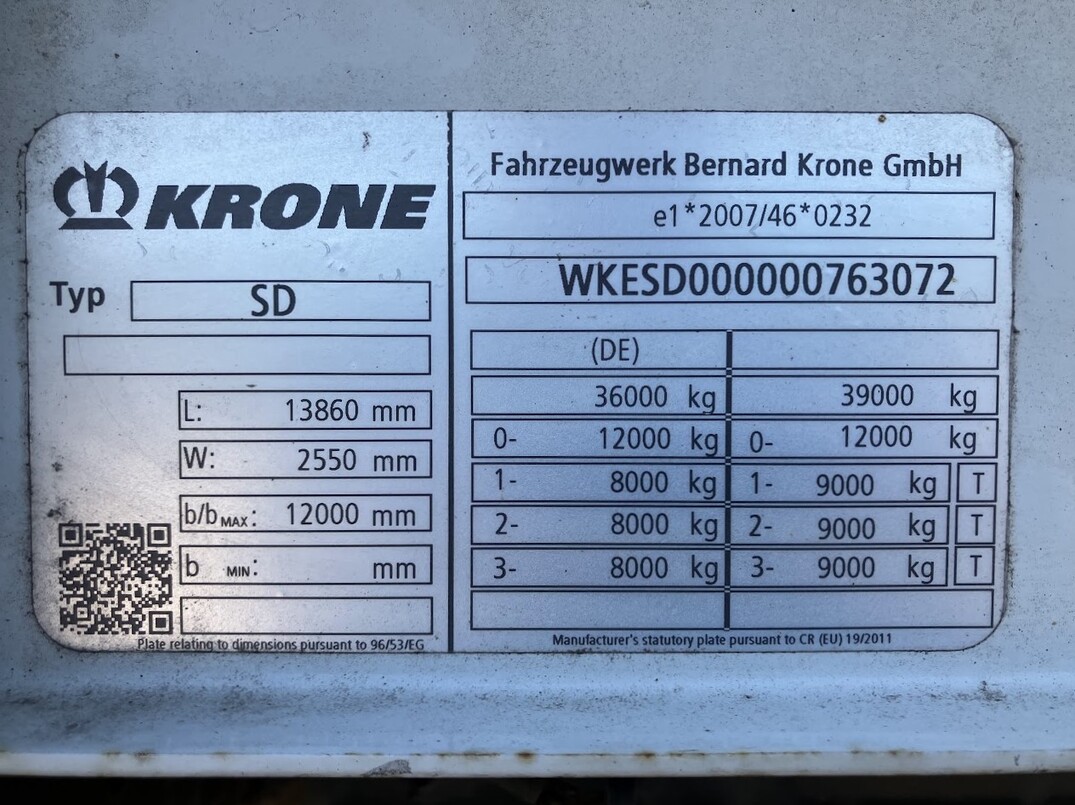 KRONE
Typ SD
L: 13860 mm
W: 2550 mm
b/b MAX: 12000 mm
b MIN: mm
Plate relating to dimensions pursuant to 96/53/EG
Fahrzeugwerk Bernard Krone GmbH
e1*2007/46*0232
WKESD000000763072
(DE)
36000 kg 39000 kg
0- 12000 kg 0- 12000 kg
1- 8000 kg 1- 9000 kg T
2- 8000 kg 2- 9000 kg T
3- 8000 kg 3- 9000 kg T
Manufacturer's statutory plate pursuant to CR (EU) 19/2011